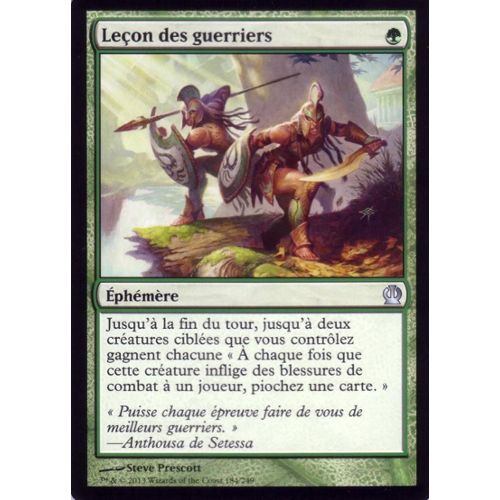 Leçon des guerriers
Éphémère
Jusqu'à la fin du tour, jusqu'à deux
créatures ciblées que vous contrôlez
gagnent chacune « À chaque fois que
cette créature inflige des blessures de
combat à un joueur, piochez une carte. »
« Puisse chaque épreuve faire de vous de
meilleurs guerriers. »
—Anthousa de Setessa
Steve Prescott
™ & © 2013 Wizards of the Coast 184/249